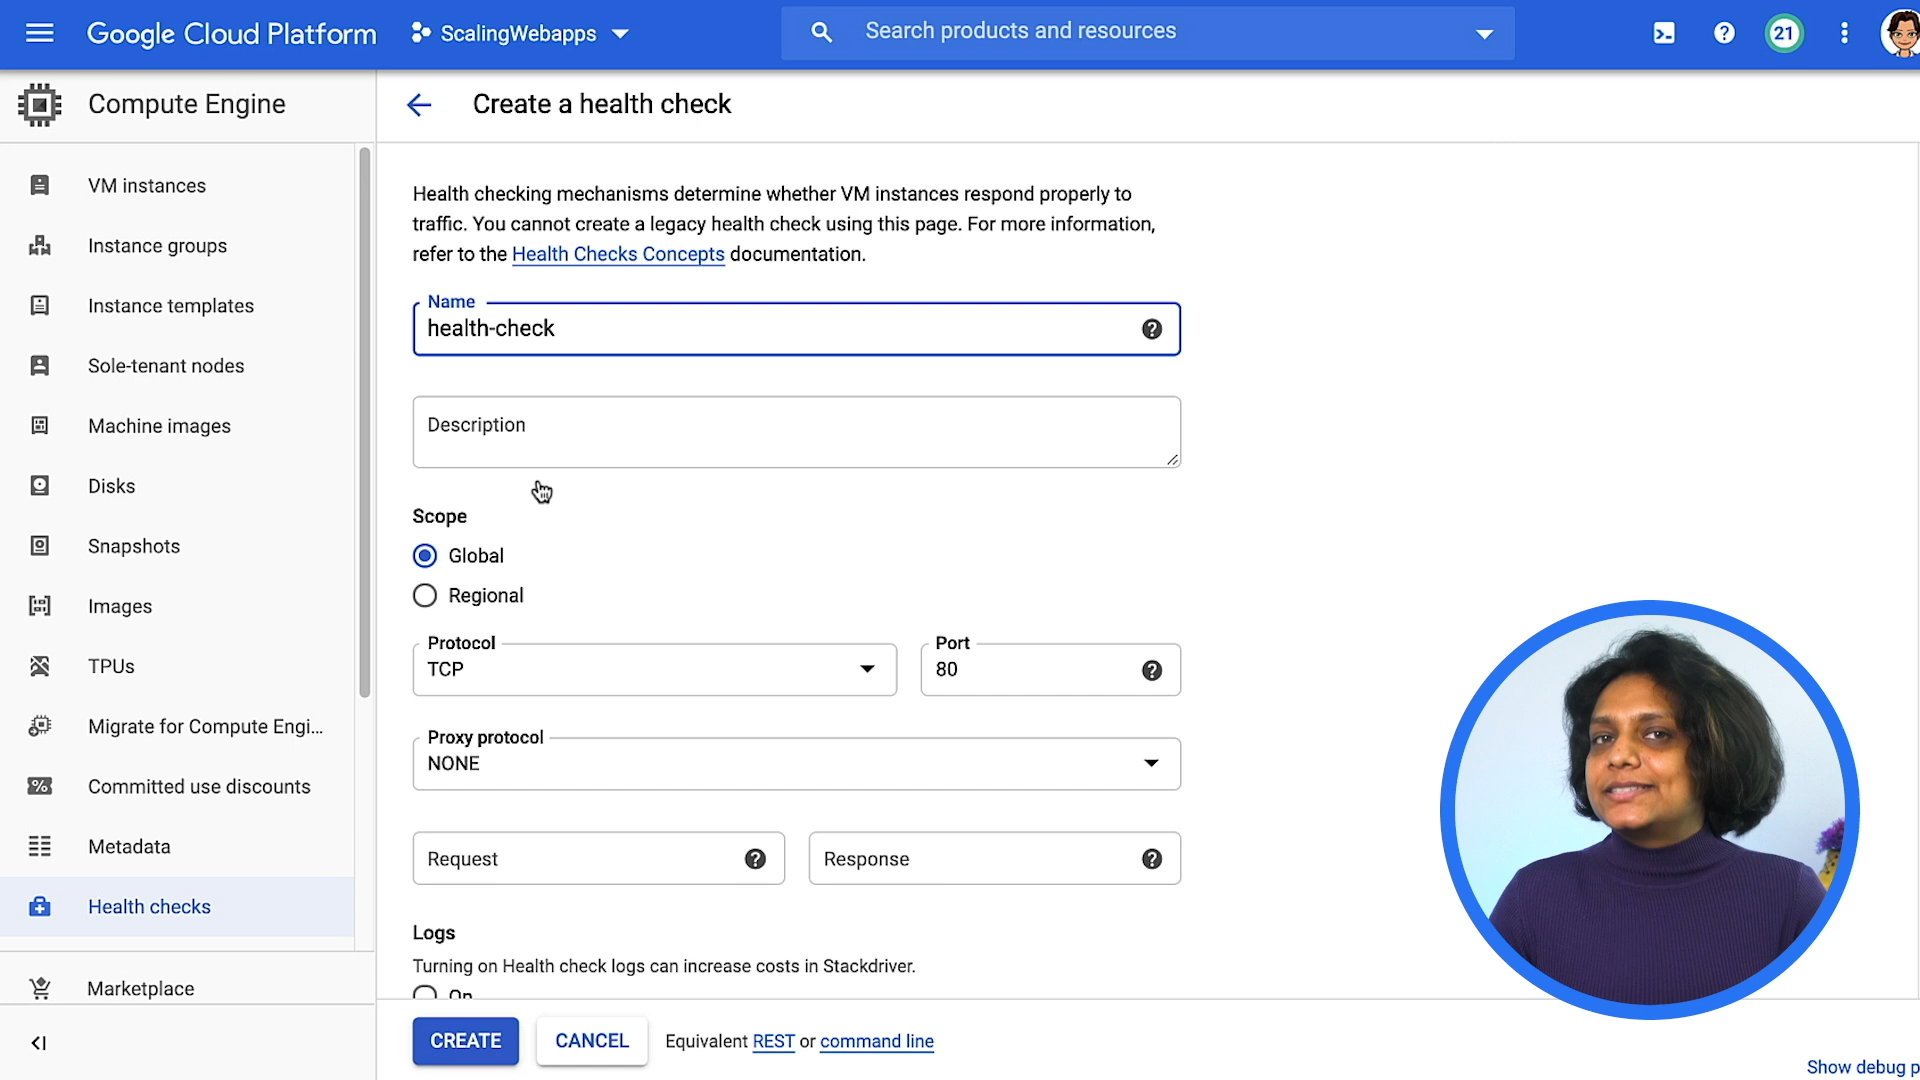 Google Cloud Platform
ScalingWebapps
Search products and resources
21
Compute Engine
Create a health check
VM instances
Instance groups
Instance templates
Sole-tenant nodes
Machine images
Disks
Snapshots
Images
TPUs
Migrate for Compute Engi...
Committed use discounts
Metadata
Health checks
Marketplace
Health checking mechanisms determine whether VM instances respond properly to
traffic. You cannot create a legacy health check using this page. For more information,
refer to the Health Checks Concepts documentation.
Name
health-check
Description
Scope
Global
Regional
Protocol
TCP
Port
80
Proxy protocol
NONE
Request
Response
Logs
Turning on Health check logs can increase costs in Stackdriver.
On
CREATE
CANCEL
Equivalent REST or command line
Show debug p